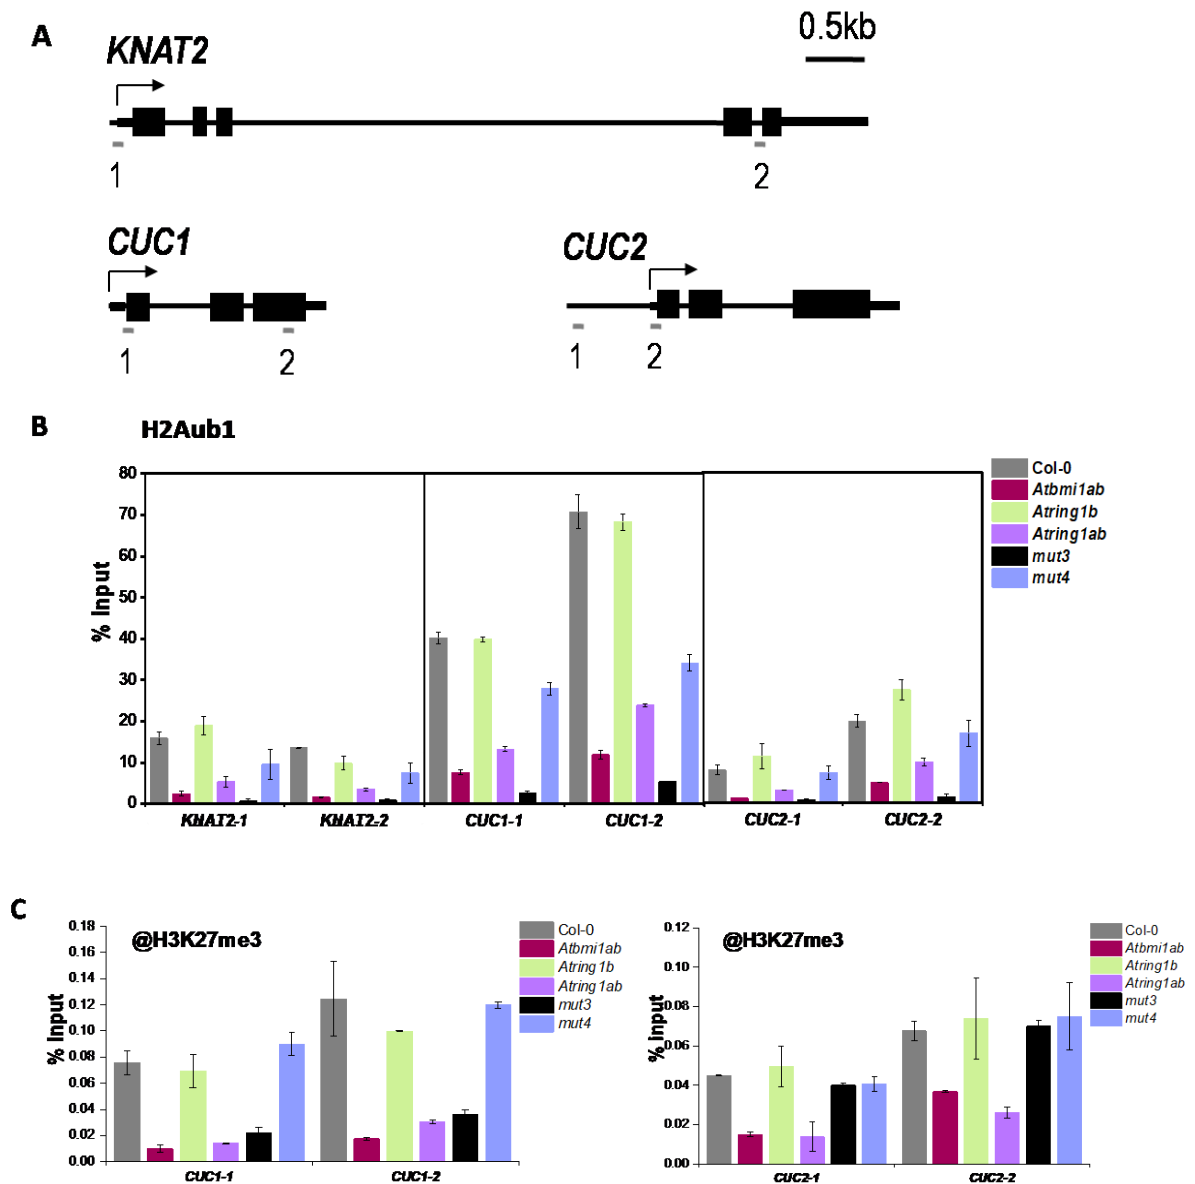 A
KNAT2
0.5kb
1
2
CUC1
CUC2
1
2
1
2
B
H2Aub1
% Input
80
70
60
50
40
30
20
10
0
KNAT2-1
KNAT2-2
CUC1-1
CUC1-2
CUC2-1
CUC2-2
Col-0
Atbmi1ab
Atring1b
Atring1ab
mut3
mut4
C
@H3K27me3
% Input
0.18
0.16
0.14
0.12
0.10
0.08
0.06
0.04
0.02
0.00
CUC1-1
CUC1-2
Col-0
Atbmi1ab
Atring1b
Atring1ab
mut3
mut4
@H3K27me3
% input
0.12
0.10
0.08
0.06
0.04
0.02
0.00
CUC2-1
CUC2-2
Col-0
Atbmi1ab
Atring1b
Atring1ab
mut3
mut4